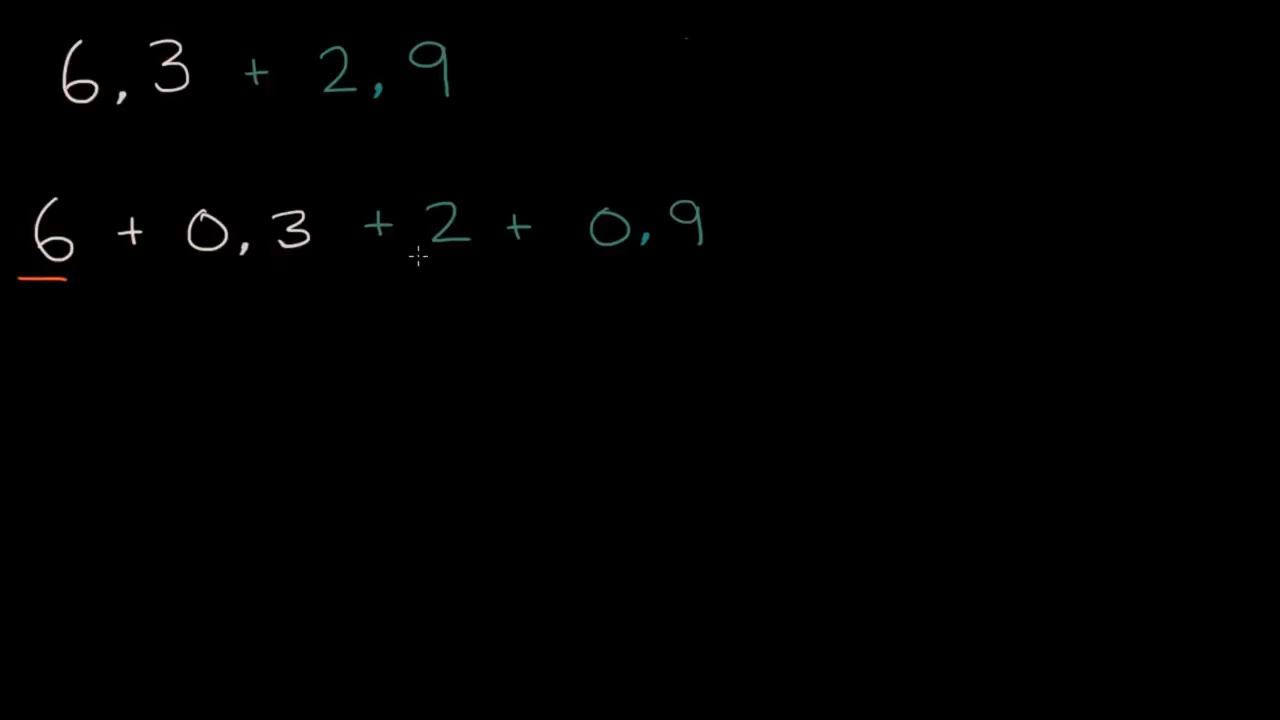 6,3 + 2,9
6 + 0,3 + 2 + 0,9